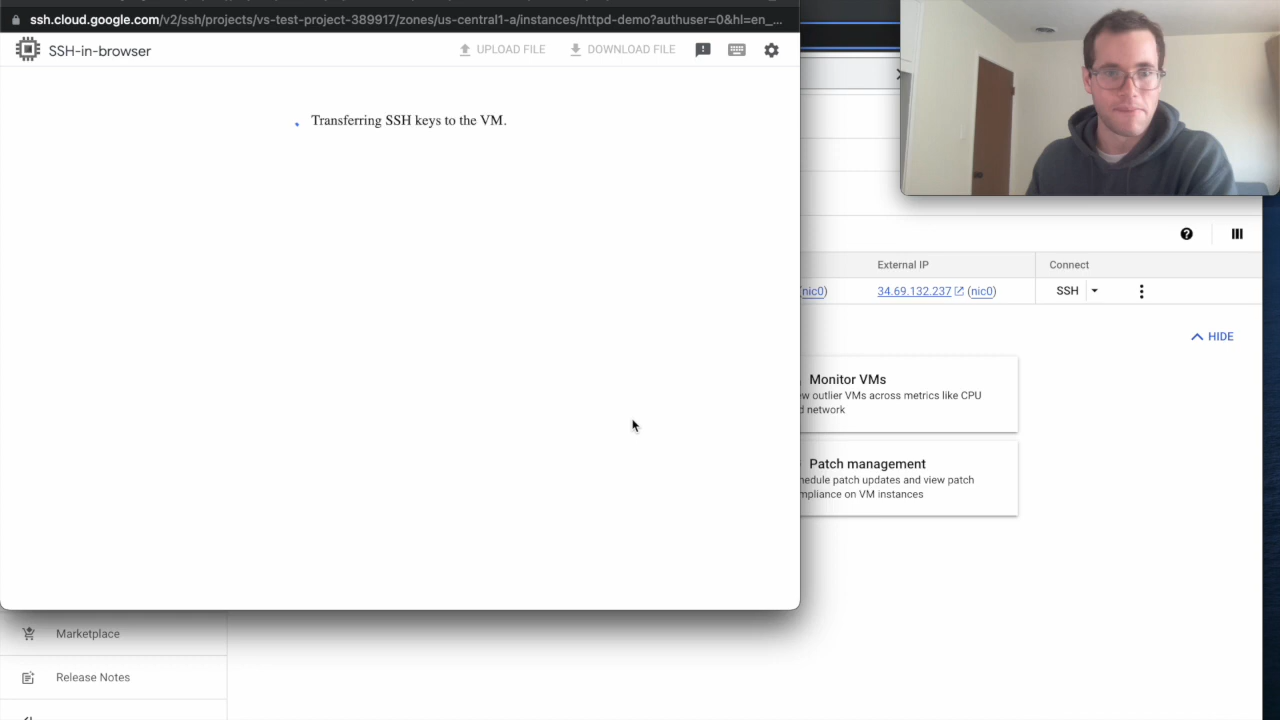 ssh.cloud.google.com/v2/ssh/projects/vs-test-project-389917/zones/us-central1-a/instances/httpd-demo?authuser=0&hl=en_...
SSH-in-browser
UPLOAD FILE
DOWNLOAD FILE
Transferring SSH keys to the VM.
External IP
Connect
(nic0)
34.69.132.237
(nic0)
SSH
HIDE
Monitor VMs
ew outlier VMs across metrics like CPU
d network
Patch management
hedule patch updates and view patch
mpliance on VM instances
Marketplace
Release Notes